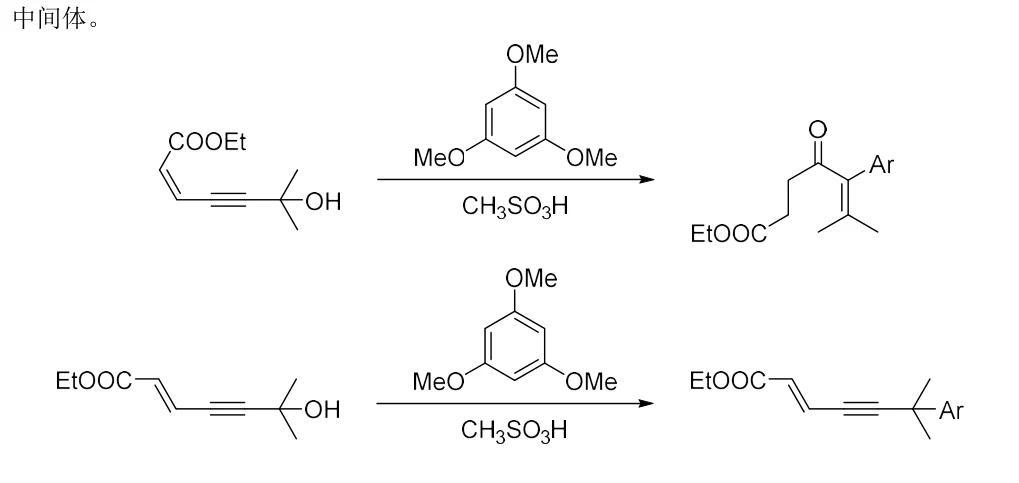 中间体。
OMe
MeO
OMe
COOEt
OH
CH3SO3H
O
Ar
EtOOC
OMe
MeO
OMe
EtOOC
OH
CH3SO3H
EtOOC
Ar